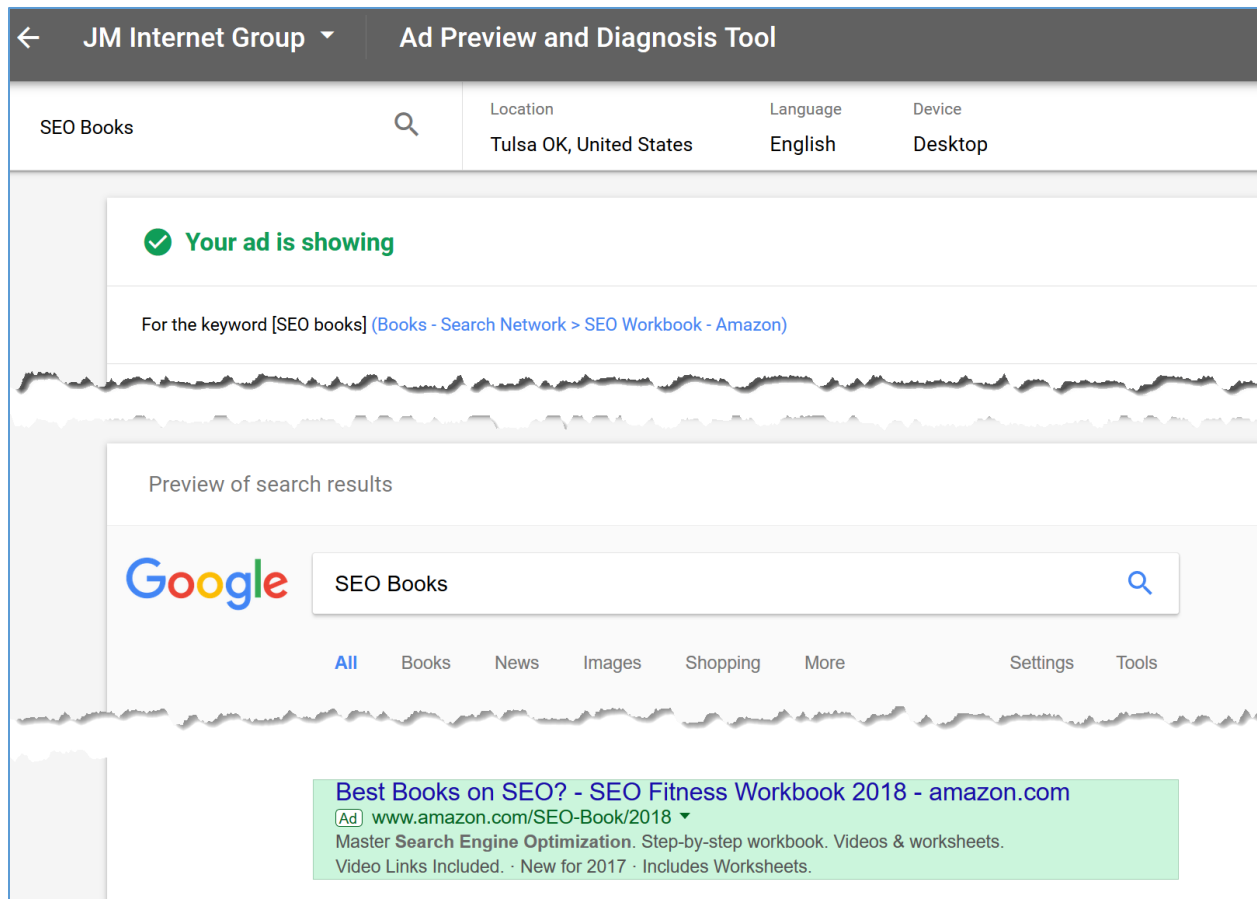 JM Internet Group Ad Preview and Diagnosis Tool
SEO Books
Location Language Device
Tulsa OK, United States English Desktop
Your ad is showing
For the keyword [SEO books] (Books - Search Network > SEO Workbook - Amazon)
Preview of search results
Google SEO Books
All Books News Images Shopping More Settings Tools
Best Books on SEO? - SEO Fitness Workbook 2018 - amazon.com
Ad www.amazon.com/SEO-Book/2018
Master Search Engine Optimization. Step-by-step workbook. Videos & worksheets.
Video Links Included. · New for 2017 · Includes Worksheets.